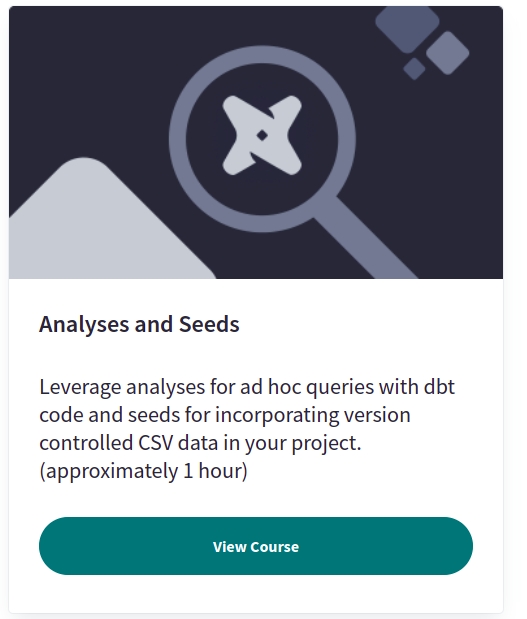 Analyses and Seeds
Leverage analyses for ad hoc queries with dbt
code and seeds for incorporating version
controlled CSV data in your project.
(approximately 1 hour)
View Course